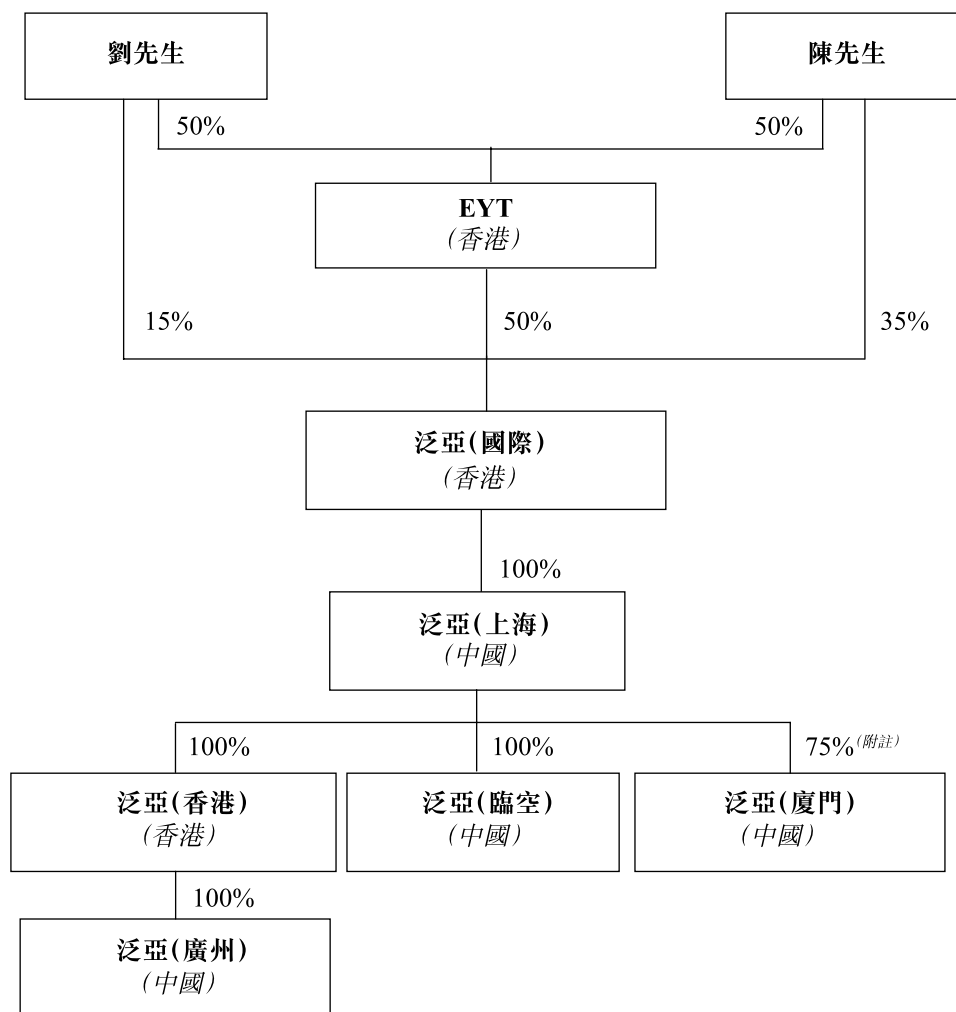 劉先生
陳先生
50%
50%
EYT
(香港)
15%
50%
35%
泛亞(國際)
(香港)
100%
泛亞(上海)
(中國)
100%
100%
75%(附註)
泛亞(香港)
(香港)
泛亞(臨空)
(中國)
泛亞(廈門)
(中國)
100%
泛亞(廣州)
(中國)